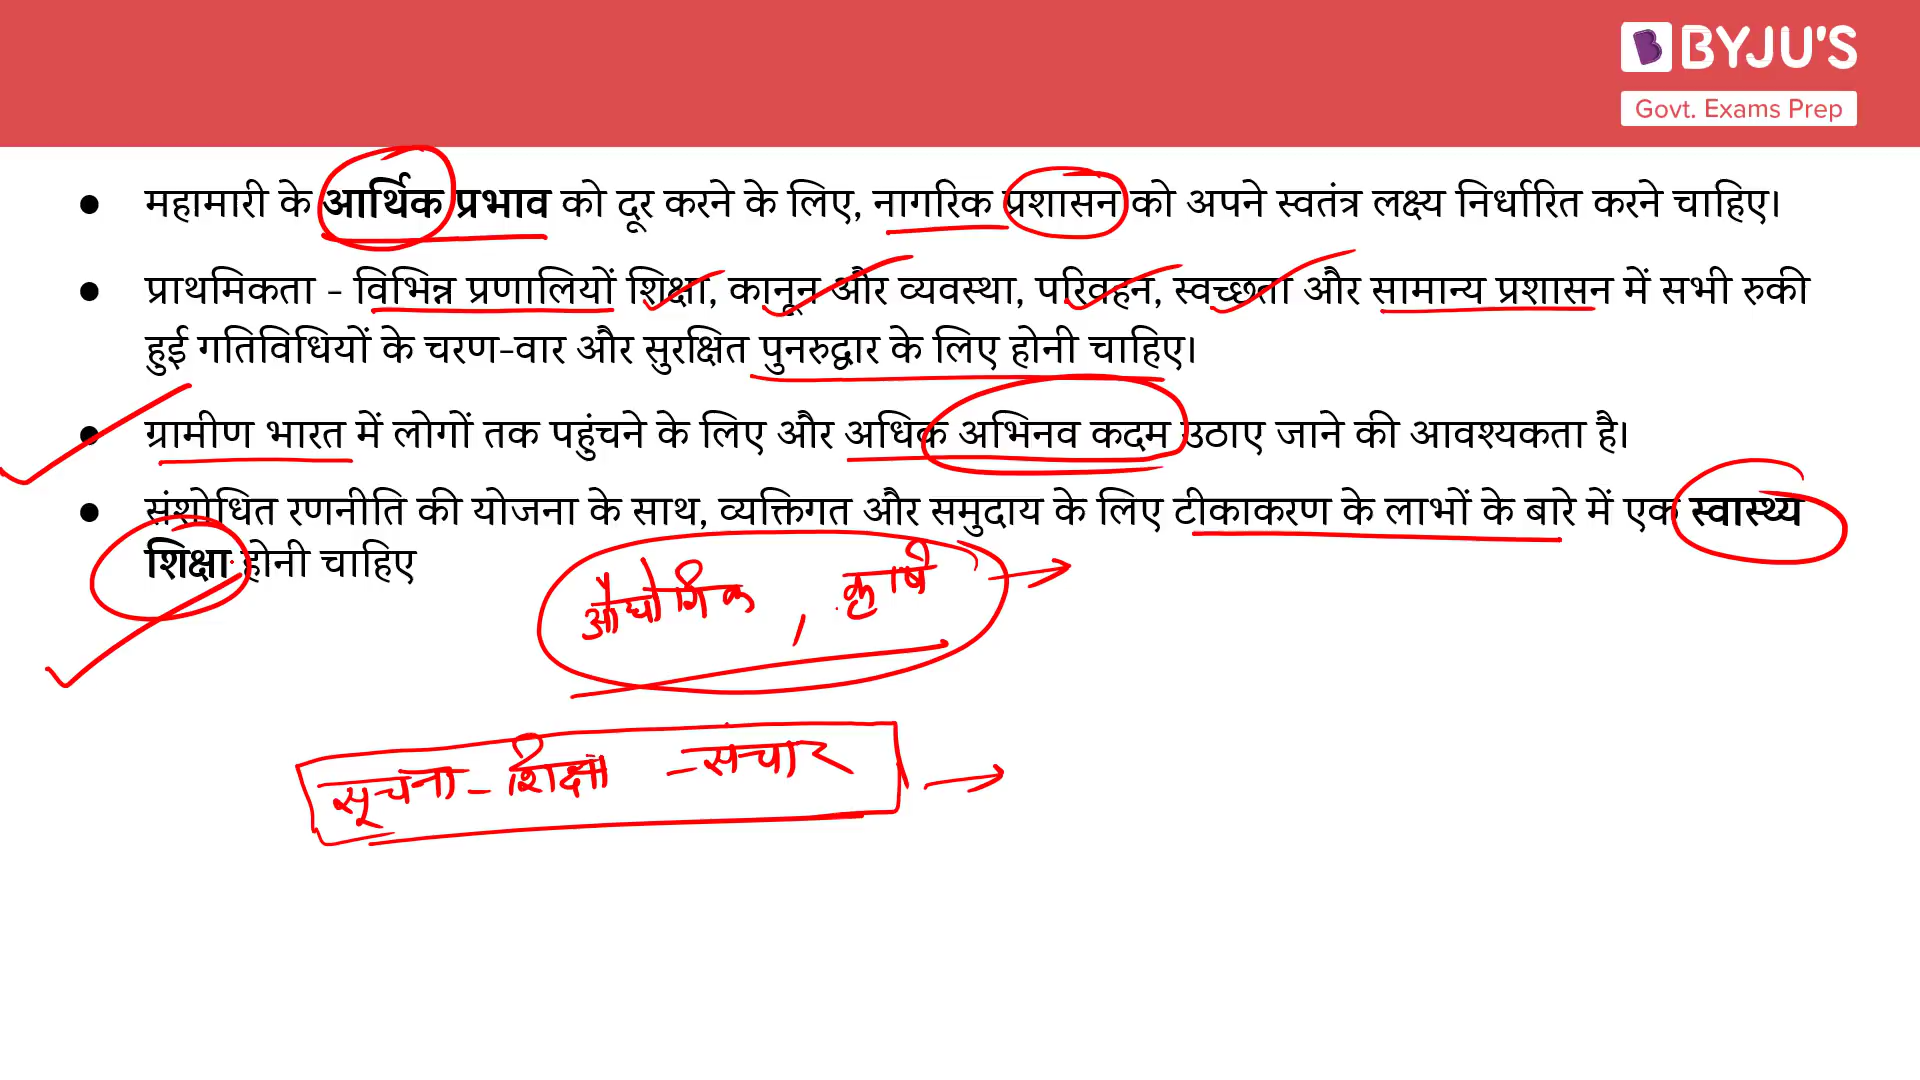 BYJU'S
Govt. Exams Prep
● महामारी के आर्थिक प्रभाव को दूर करने के लिए, नागरिक प्रशासन को अपने स्वतंत्र लक्ष्य निर्धारित करने चाहिए।
● प्राथमिकता - विभिन्न प्रणालियों शिक्षा, कानून और व्यवस्था, परिवहन, स्वच्छता और सामान्य प्रशासन में सभी रुकी
हुई गतिविधियों के चरण-वार और सुरक्षित पुनरुद्वार के लिए होनी चाहिए।
● ग्रामीण भारत में लोगों तक पहुंचने के लिए और अधिक अभिनव कदम उठाए जाने की आवश्यकता है।
● संशोधित रणनीति की योजना के साथ, व्यक्तिगत और समुदाय के लिए टीकाकरण के लाभों के बारे में एक स्वास्थ्य
शिक्षा होनी चाहिए
औद्योगिक , कृषि
सूचना - शिक्षा - संचार